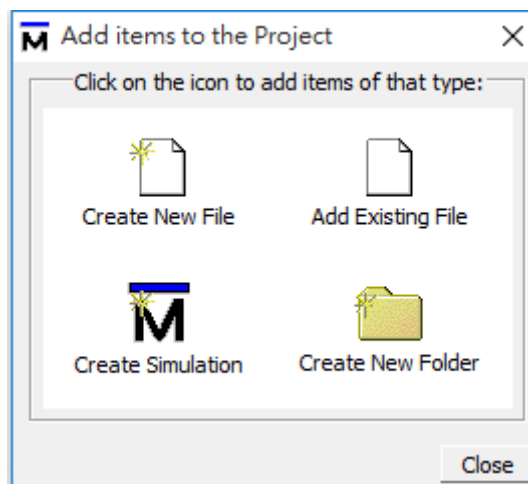 M Add items to the Project
Click on the icon to add items of that type:
Create New File
Add Existing File
M
Create Simulation
Create New Folder
Close